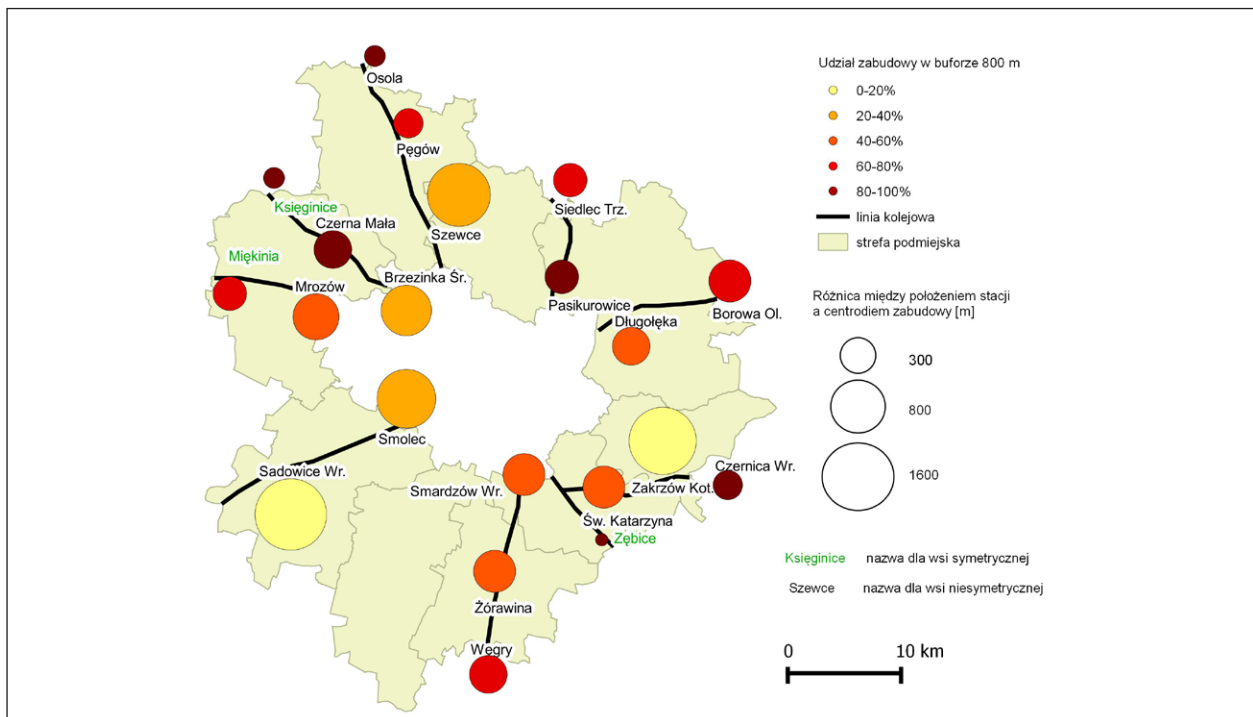 Osola
Pęgów
Szewce
Siedlec Trz.
Księginice
Czerna Mała
Miękinia
Mrozów
Brzezinka Śr.
Pasikurowice
Długołęka
Borowa Ol.
Smolec
Sadowice Wr.
Smardzów Wr.
Czernica Wr.
Zakrzów Kot.
Św. Katarzyna
Zębice
Żórawina
Węgry
Udział zabudowy w buforze 800 m
0-20%
20-40%
40-60%
60-80%
80-100%
linia kolejowa
strefa podmiejska
Różnica między położeniem stacji
a centrodiem zabudowy [m]
300
800
1600
Księginice nazwa dla wsi symetrycznej
Szewce nazwa dla wsi niesymetrycznej
0 10 km